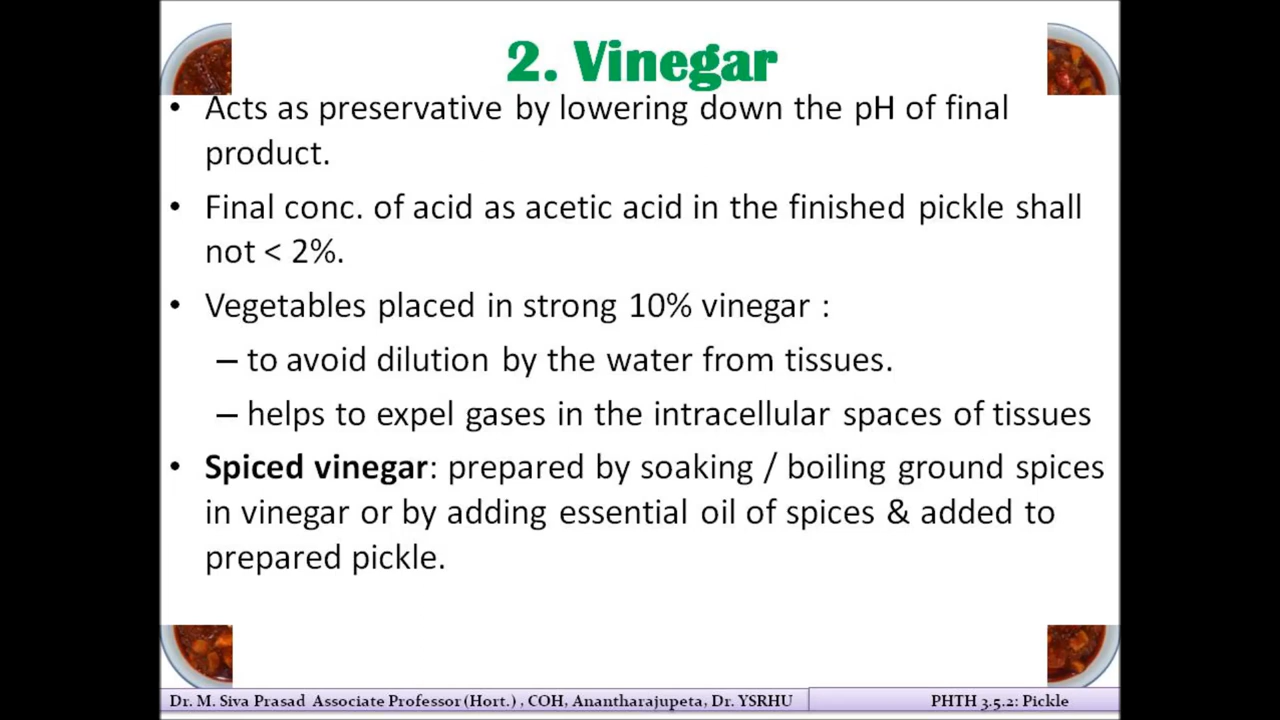 2. Vinegar
• Acts as preservative by lowering down the pH of final
product.
• Final conc. of acid as acetic acid in the finished pickle shall
not < 2%.
• Vegetables placed in strong 10% vinegar :
– to avoid dilution by the water from tissues.
– helps to expel gases in the intracellular spaces of tissues
• Spiced vinegar: prepared by soaking / boiling ground spices
in vinegar or by adding essential oil of spices & added to
prepared pickle.
Dr. M. Siva Prasad Associate Professor (Hort.) , COH, Anantharajupeta, Dr. YSRHU
PHTH 3.5.2: Pickle